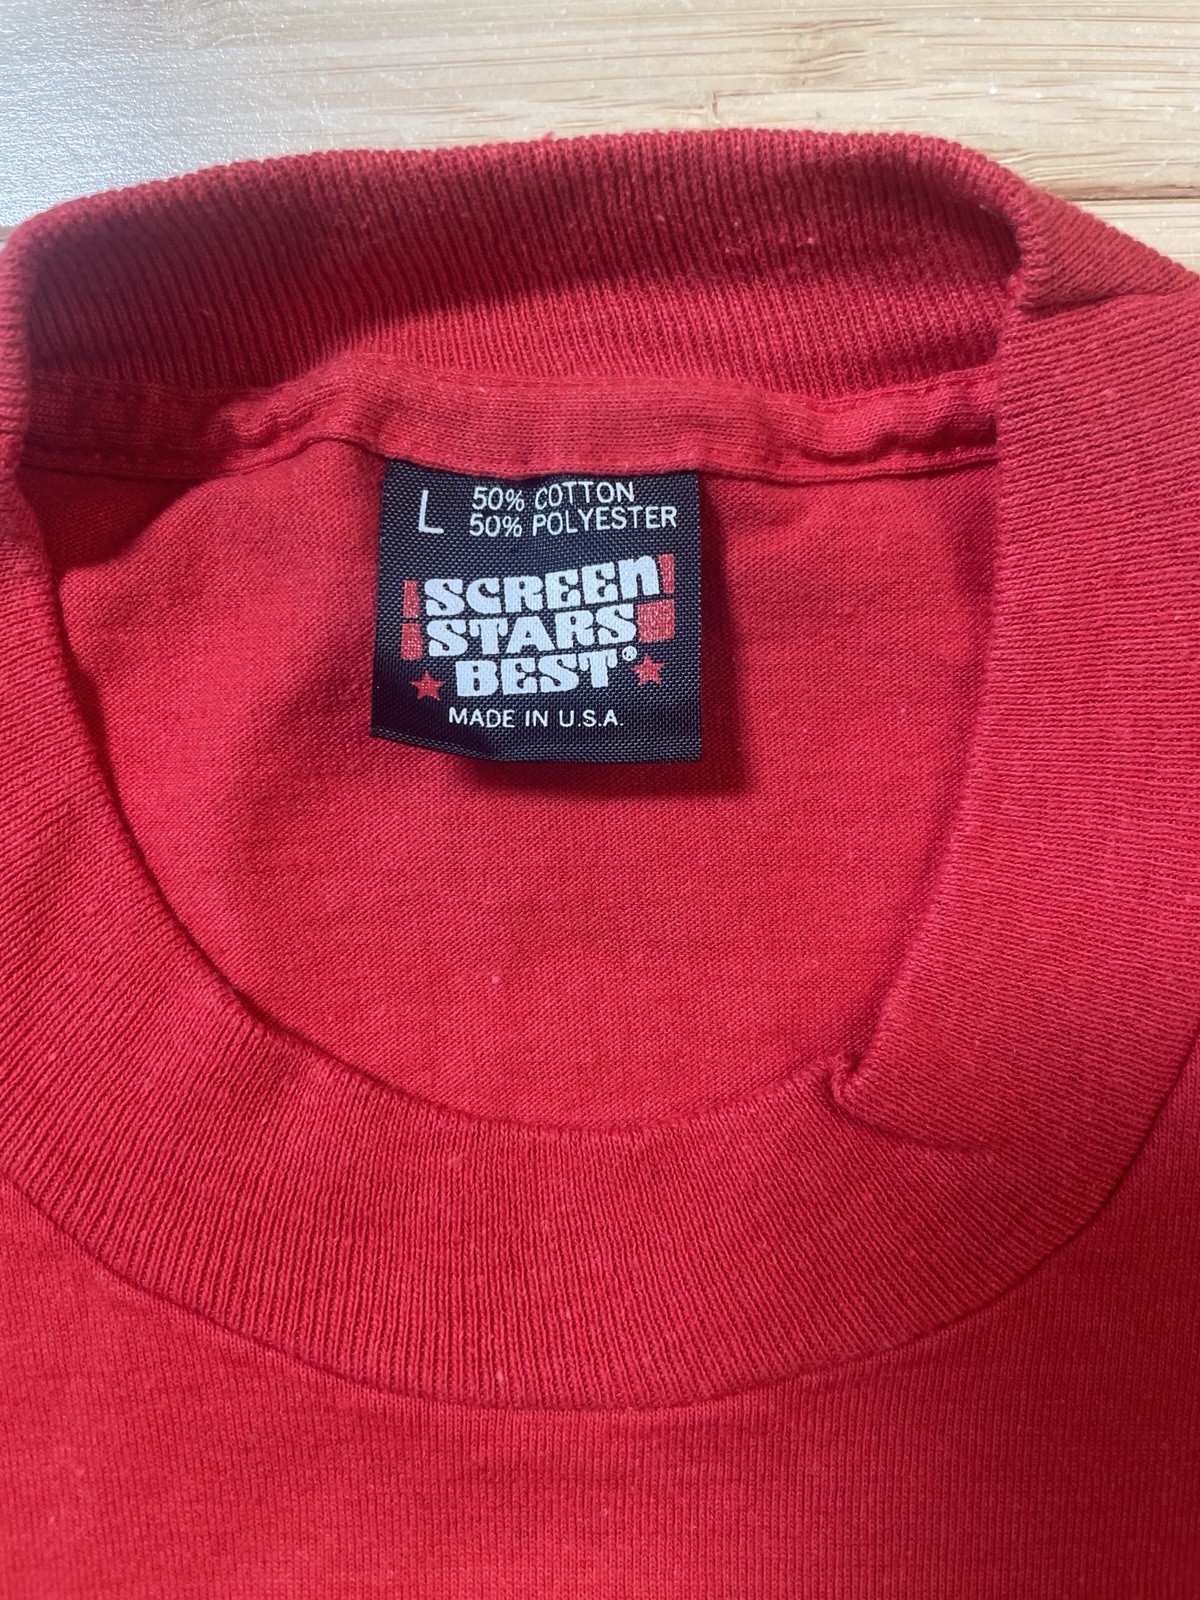 L 50% COTTON
50% POLYESTER
SCREEN
STARS
BEST®
MADE IN U.S.A.